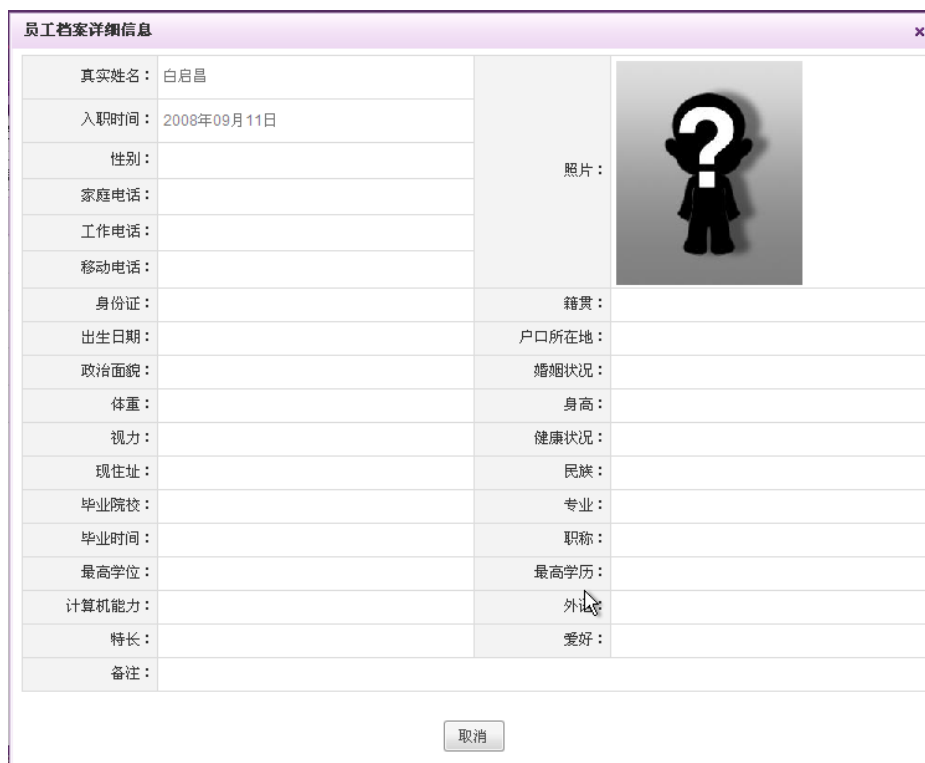 员工档案详细信息
真实姓名： 白启昌
入职时间： 2008年09月11日
性别：
照片：
家庭电话：
工作电话：
移动电话：
身份证： 籍贯：
出生日期： 户口所在地：
政治面貌： 婚姻状况：
体重： 身高：
视力： 健康状况：
现住址： 民族：
毕业院校： 专业：
毕业时间： 职称：
最高学位： 最高学历：
计算机能力： 外
特长： 爱好：
备注：
取消